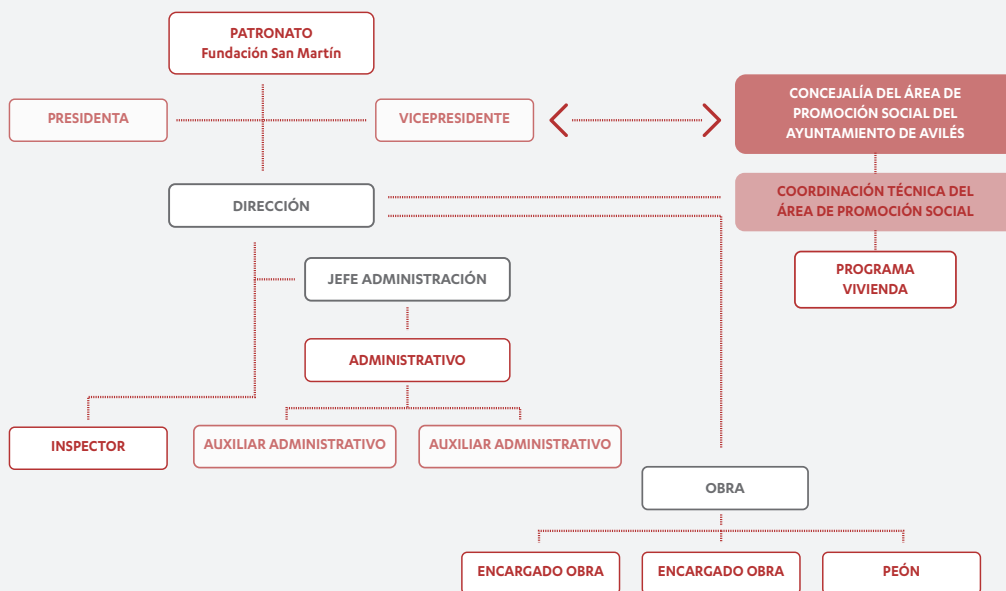 PATRONATO
Fundación San Martín
PRESIDENTA
VICEPRESIDENTE
CONCEJALÍA DEL ÁREA DE
PROMOCIÓN SOCIAL DEL
AYUNTAMIENTO DE AVILÉS
DIRECCIÓN
COORDINACIÓN TÉCNICA DEL
ÁREA DE PROMOCIÓN SOCIAL
JEFE ADMINISTRACIÓN
PROGRAMA
VIVIENDA
ADMINISTRATIVO
INSPECTOR
AUXILIAR ADMINISTRATIVO
AUXILIAR ADMINISTRATIVO
OBRA
ENCARGADO OBRA
ENCARGADO OBRA
PEÓN